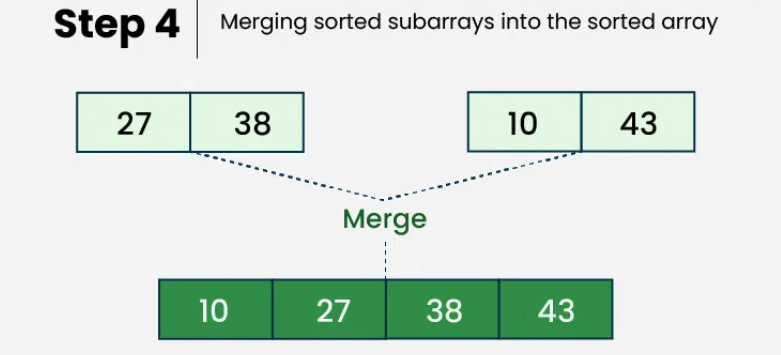 Step 4
Merging sorted subarrays into the sorted array
27 38 10 43
Merge
10 27 38 43